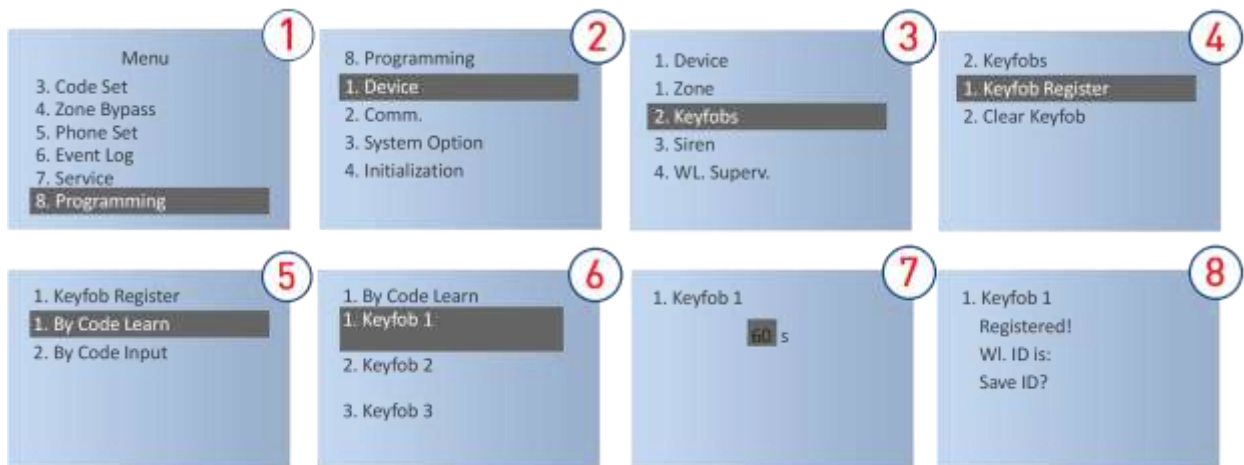 1
Menu
3. Code Set
4. Zone Bypass
5. Phone Set
6. Event Log
7. Service
8. Programming
2
8. Programming
1. Device
2. Comm.
3. System Option
4. Initialization
3
1. Device
1. Zone
2. Keyfobs
3. Siren
4. WL. Superv.
4
2. Keyfobs
1. Keyfob Register
2. Clear Keyfob
5
1. Keyfob Register
1. By Code Learn
2. By Code Input
6
1. By Code Learn
1. Keyfob 1
2. Keyfob 2
3. Keyfob 3
7
1. Keyfob 1
60 s
8
1. Keyfob 1
Registered!
Wl. ID is:
Save ID?